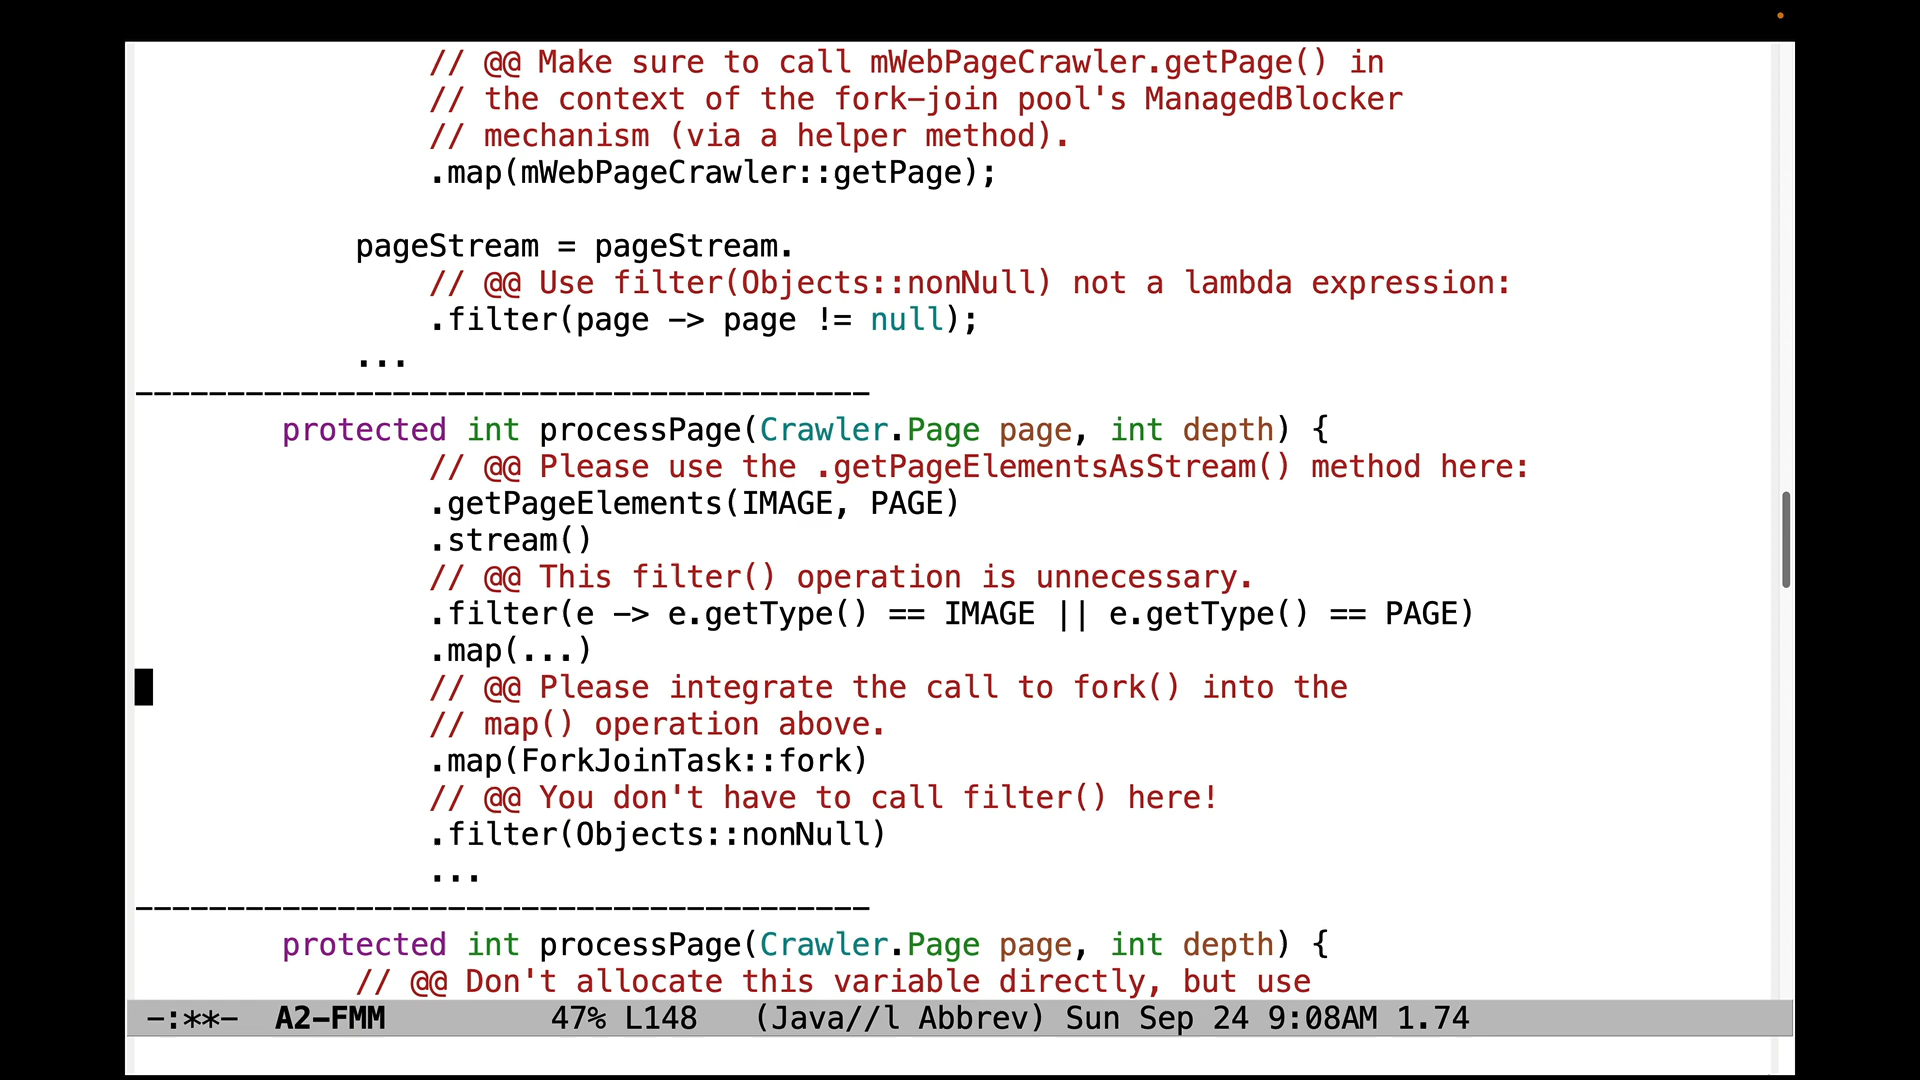 // @@ Make sure to call mWebPageCrawler.getPage() in
// the context of the fork-join pool's ManagedBlocker
// mechanism (via a helper method).
.map(mWebPageCrawler::getPage);
pageStream = pageStream.
// @@ Use filter(Objects::nonNull) not a lambda expression:
.filter(page -> page != null);
...
----------------------------------------
protected int processPage(Crawler.Page page, int depth) {
// @@ Please use the .getPageElementsAsStream() method here:
.getPageElements(IMAGE, PAGE)
.stream()
// @@ This filter() operation is unnecessary.
.filter(e -> e.getType() == IMAGE || e.getType() == PAGE)
.map(...)
// @@ Please integrate the call to fork() into the
// map() operation above.
.map(ForkJoinTask::fork)
// @@ You don't have to call filter() here!
.filter(Objects::nonNull)
...
----------------------------------------
protected int processPage(Crawler.Page page, int depth) {
// @@ Don't allocate this variable directly, but use
-:**- A2-FMM 47% L148 (Java//l Abbrev) Sun Sep 24 9:08AM 1.74